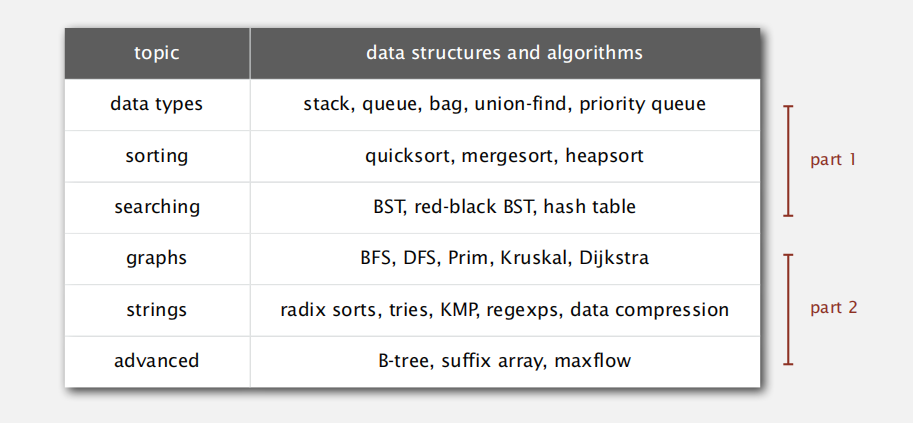 topic data structures and algorithms
data types stack, queue, bag, union-find, priority queue
sorting quicksort, mergesort, heapsort
part 1
searching BST, red-black BST, hash table
graphs BFS, DFS, Prim, Kruskal, Dijkstra
strings radix sorts, tries, KMP, regexps, data compression
part 2
advanced B-tree, suffix array, maxflow